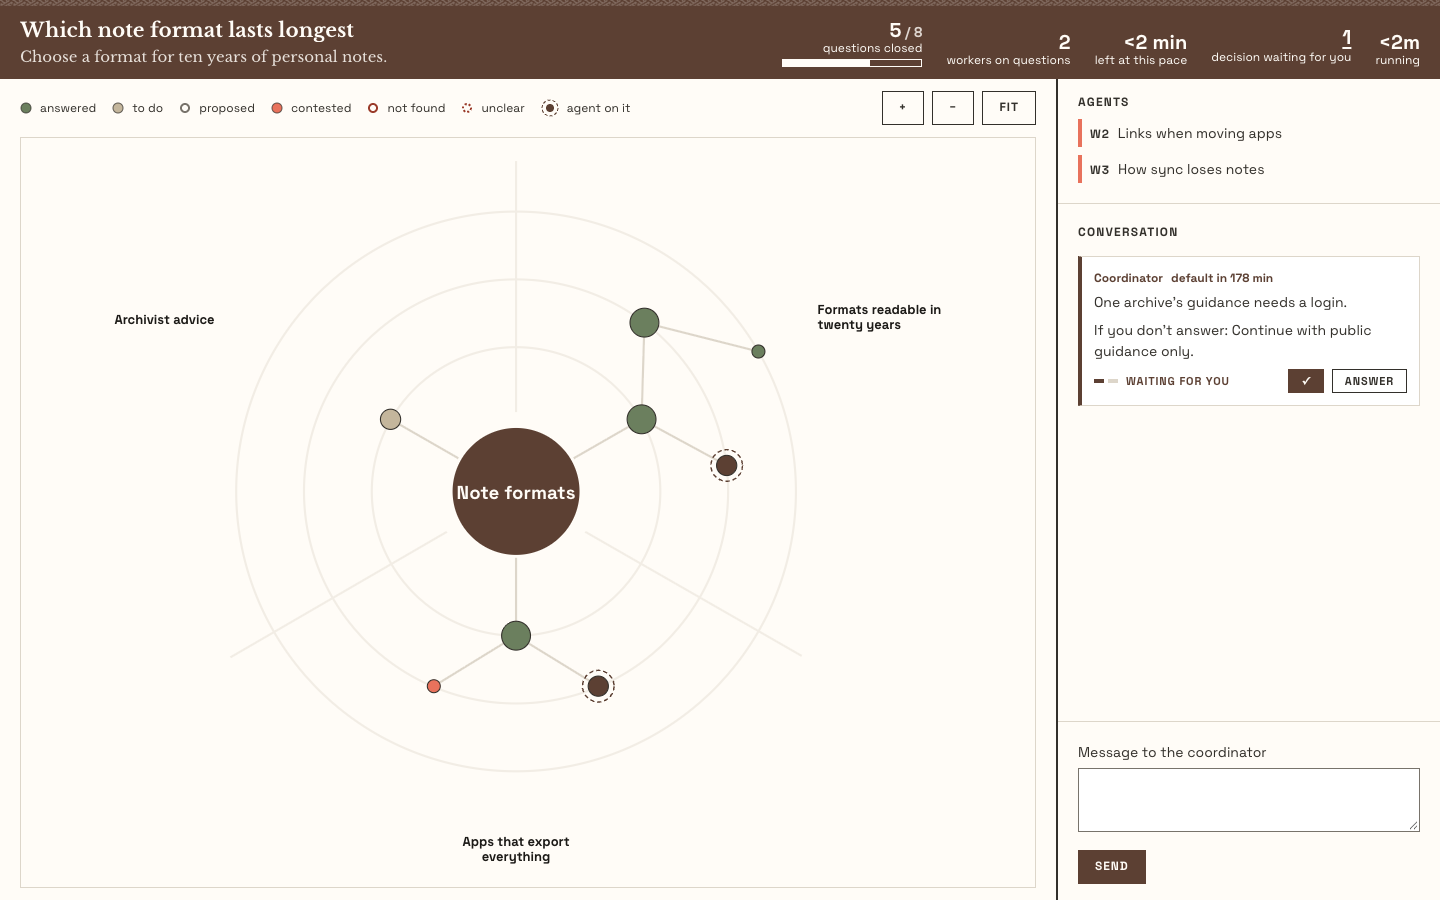 Which note format lasts longest
Choose a format for ten years of personal notes.
5 / 8
questions closed
2
workers on questions
<2 min
left at this pace
1
decision waiting for you
<2m
running
answered
to do
proposed
contested
not found
unclear
agent on it
+
−
FIT
Archivist advice
Formats readable in
twenty years
Note formats
Apps that export
everything
AGENTS
W2 Links when moving apps
W3 How sync loses notes
CONVERSATION
Coordinator default in 178 min
One archive's guidance needs a login.
If you don't answer: Continue with public
guidance only.
WAITING FOR YOU
✓
ANSWER
Message to the coordinator
SEND